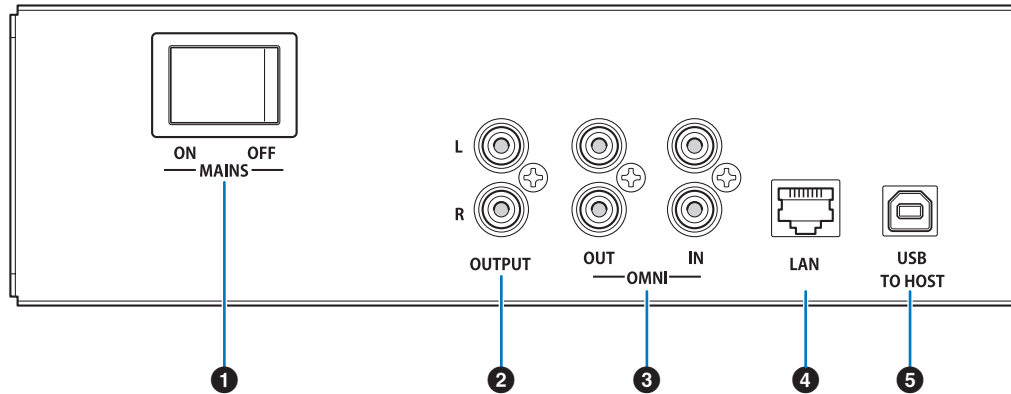 ON OFF
MAINS
L
R
OUTPUT
OUT IN
OMNI
LAN
USB
TO HOST
1 2 3 4 5